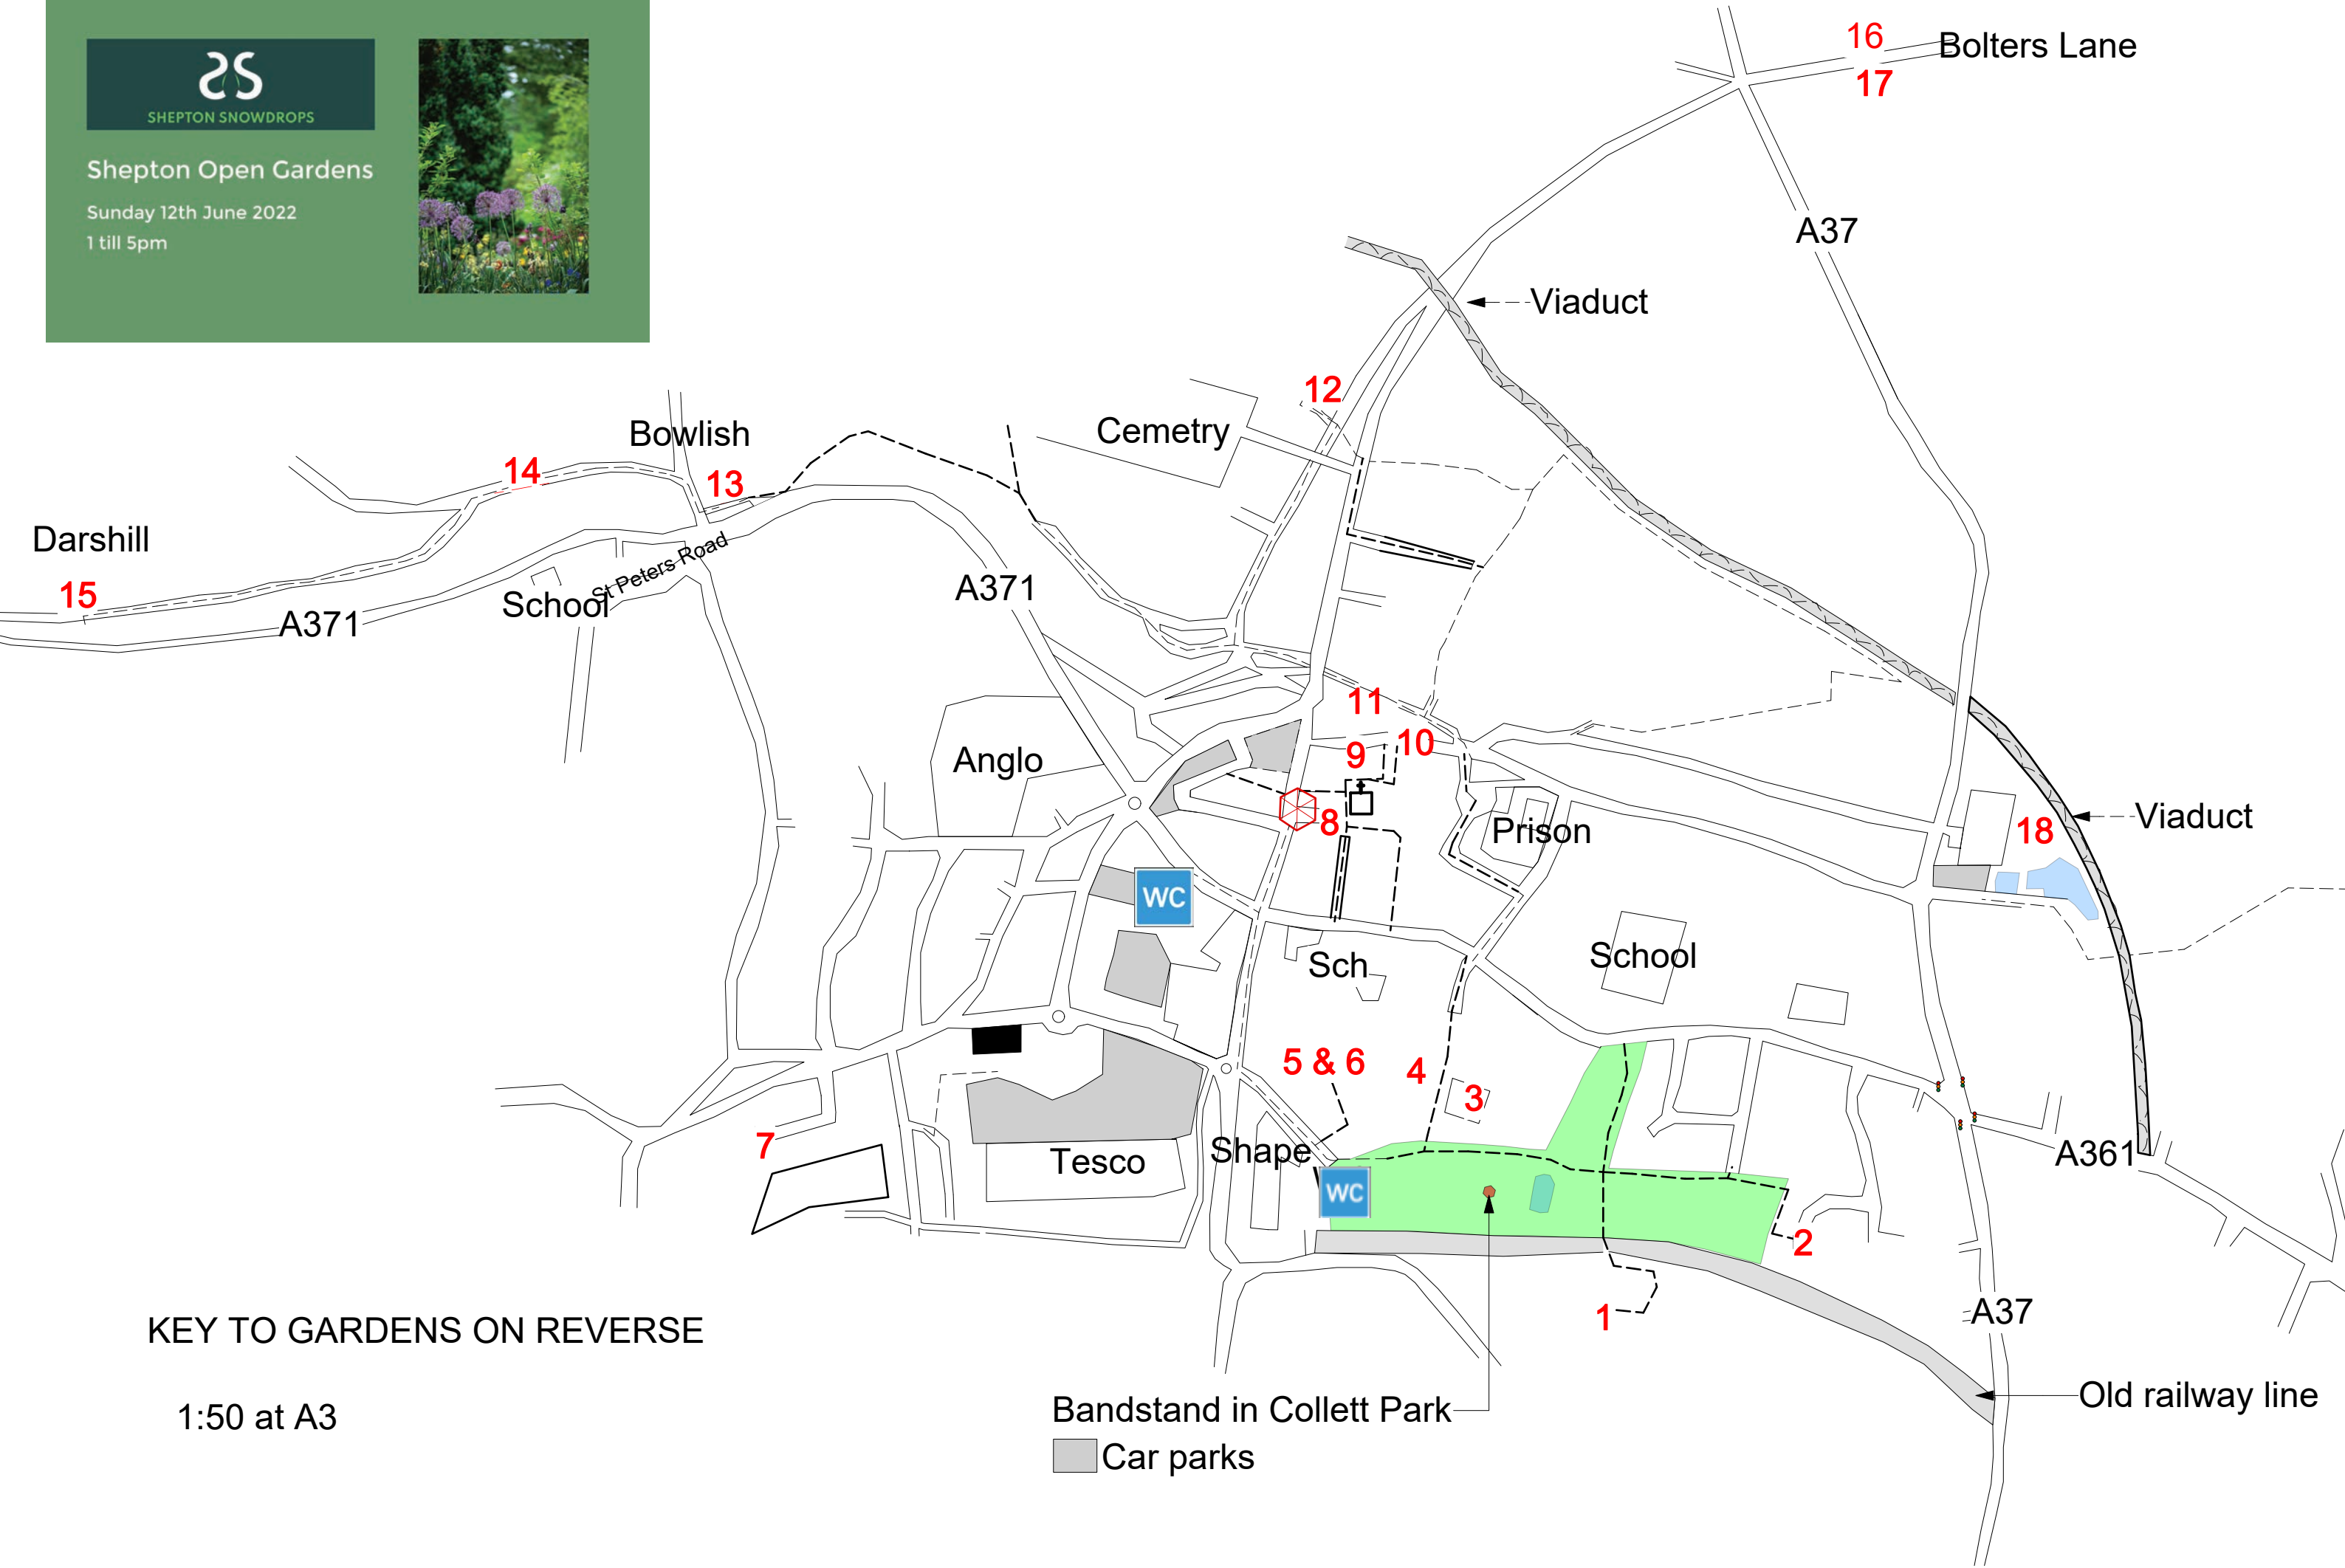 SS
SHEPTON SNOWDROPS
Shepton Open Gardens
Sunday 12th June 2022
1 till 5pm
16
Bolters Lane
17
A37
Viaduct
12
Cemetry
Bowlish
14
13
Darshill
15
A371
School
St Peters Road
A371
11
10
9
Anglo
8
Prison
18
Viaduct
WC
Sch
School
5 & 6
4
3
7
Tesco
Shape
WC
A361
2
1
A37
KEY TO GARDENS ON REVERSE
1:50 at A3
Bandstand in Collett Park
Car parks
Old railway line